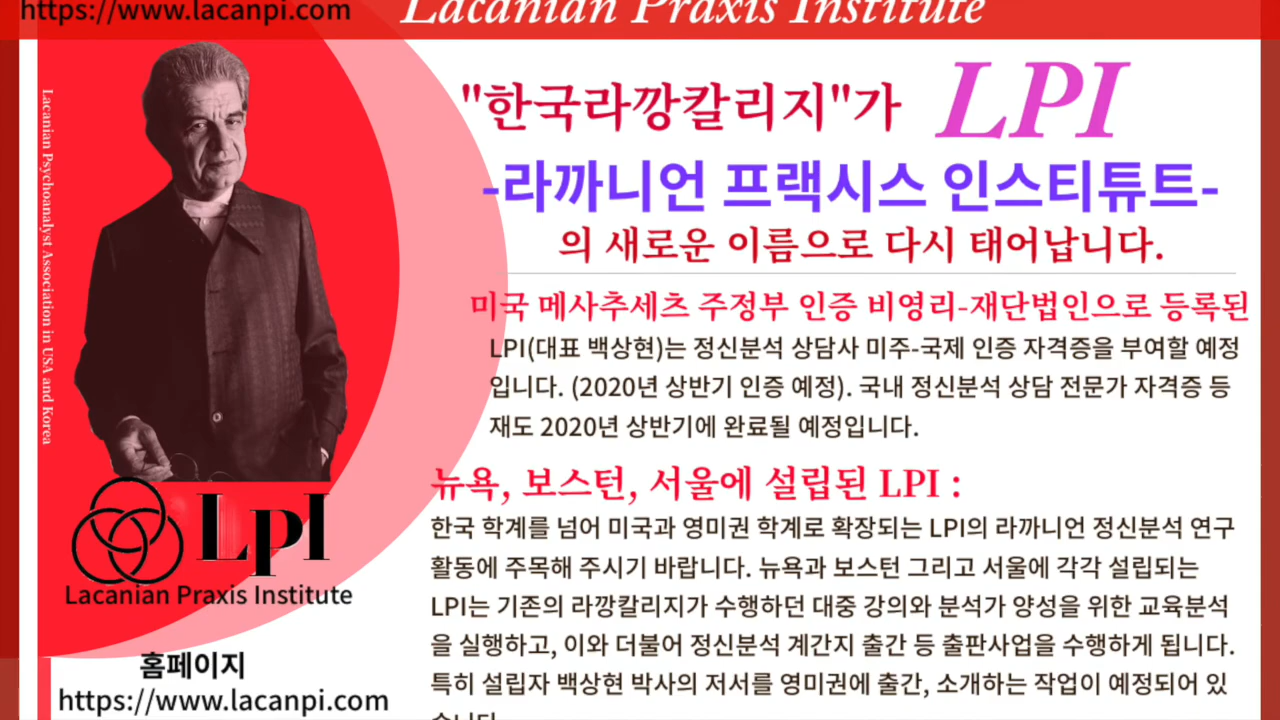 https://www.lacanpi.com
Lacanian Praxis Institute
Lacanian Psychoanalyst Association in USA and Korea
"한국라깡칼리지"가 LPI
-라까니언 프랙시스 인스티튜트-
의 새로운 이름으로 다시 태어납니다.
미국 메사추세츠 주정부 인증 비영리-재단법인으로 등록된
LPI(대표 백상현)는 정신분석 상담사 미주-국제 인증 자격증을 부여할 예정
입니다. (2020년 상반기 인증 예정). 국내 정신분석 상담 전문가 자격증 등
재도 2020년 상반기에 완료될 예정입니다.
뉴욕, 보스턴, 서울에 설립된 LPI :
한국 학계를 넘어 미국과 영미권 학계로 확장되는 LPI의 라까니언 정신분석 연구
활동에 주목해 주시기 바랍니다. 뉴욕과 보스턴 그리고 서울에 각각 설립되는
LPI는 기존의 라깡칼리지가 수행하던 대중 강의와 분석가 양성을 위한 교육분석
을 실행하고, 이와 더불어 정신분석 계간지 출간 등 출판사업을 수행하게 됩니다.
특히 설립자 백상현 박사의 저서를 영미권에 출간, 소개하는 작업이 예정되어 있
습니다.
LPI
Lacanian Praxis Institute
홈페이지
https://www.lacanpi.com